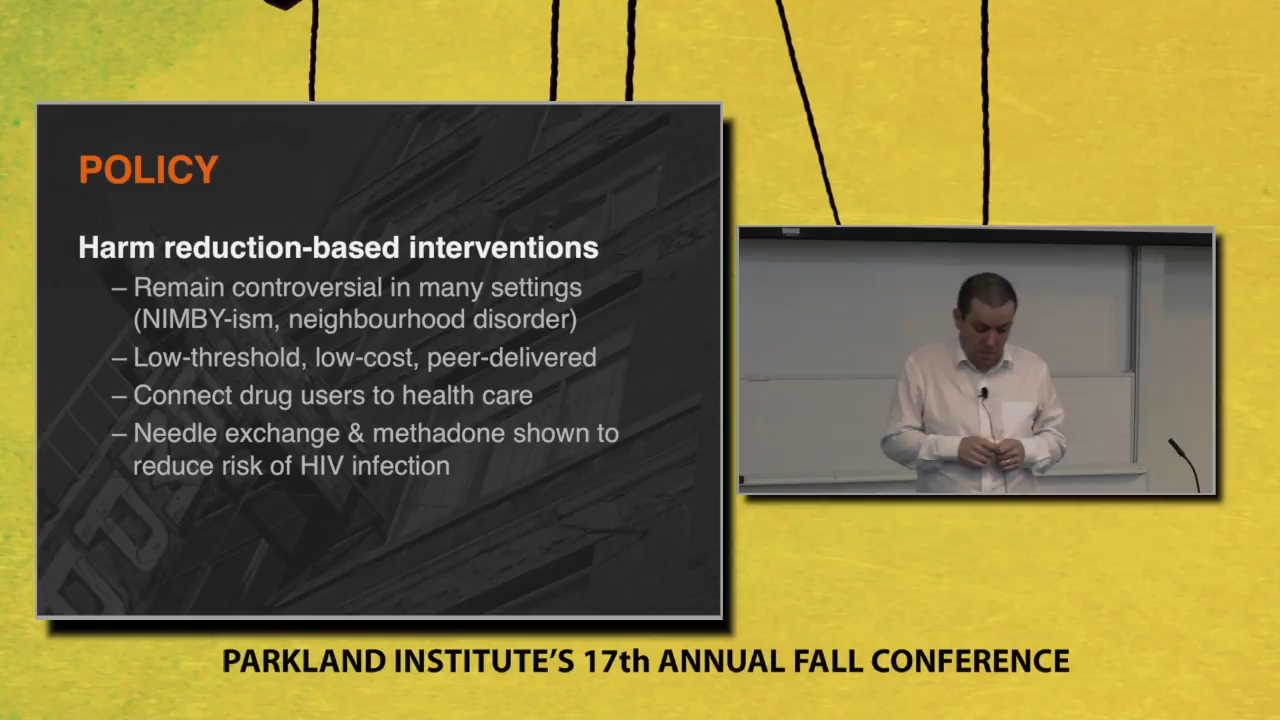 POLICY
Harm reduction-based interventions
– Remain controversial in many settings
(NIMBY-ism, neighbourhood disorder)
– Low-threshold, low-cost, peer-delivered
– Connect drug users to health care
– Needle exchange & methadone shown to
reduce risk of HIV infection
PARKLAND INSTITUTE'S 17th ANNUAL FALL CONFERENCE